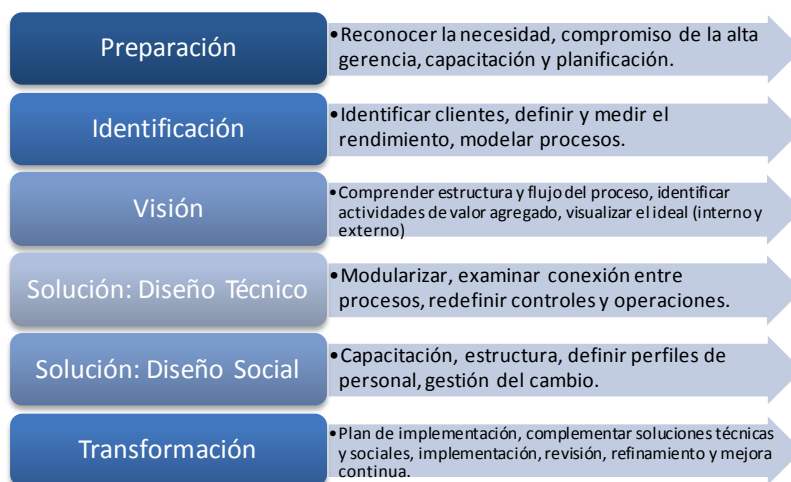 Preparación
•Reconocer la necesidad, compromiso de la alta
gerencia, capacitación y planificación.
Identificación
•Identificar clientes, definir y medir el
rendimiento, modelar procesos.
Visión
•Comprender estructura y flujo del proceso, identificar
actividades de valor agregado, visualizar el ideal (interno y
externo)
Solución: Diseño Técnico
•Modularizar, examinar conexión entre
procesos, redefinir controles y operaciones.
Solución: Diseño Social
•Capacitación, estructura, definir perfiles de
personal, gestión del cambio.
Transformación
•Plan de implementación, complementar soluciones técnicas
y sociales, implementación, revisión, refinamiento y mejora
continua.